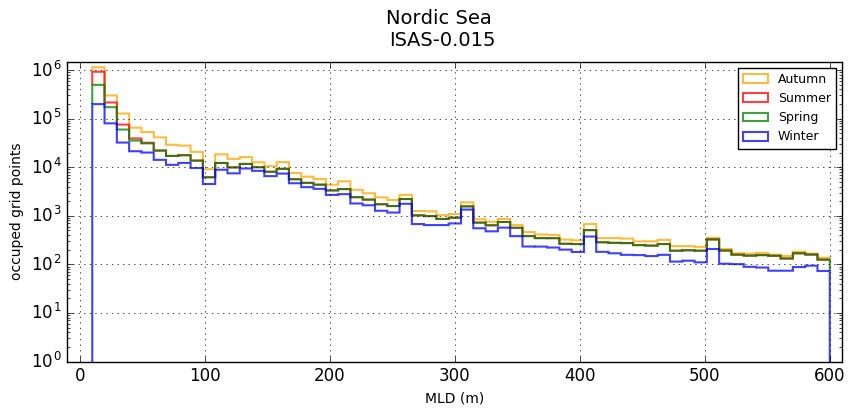 Nordic Sea
ISAS-0.015
10^6
10^5
10^4
10^3
10^2
10^1
10^0
occuped grid points
Autumn
Summer
Spring
Winter
0 100 200 300 400 500 600
MLD (m)